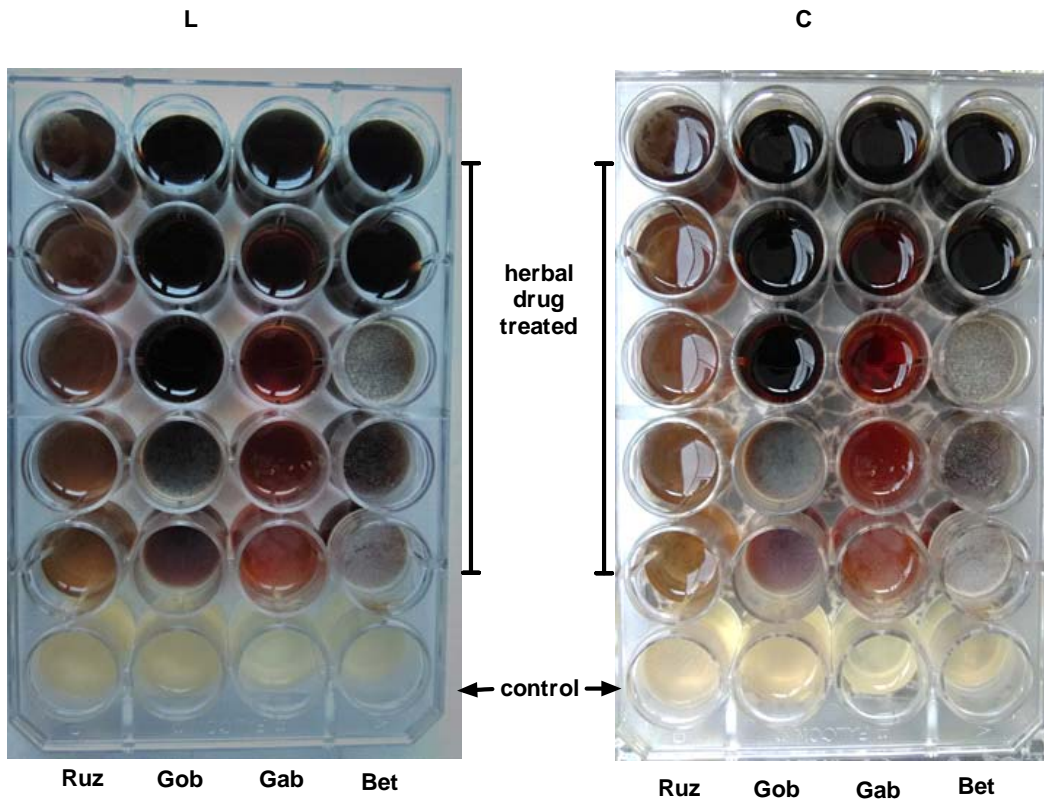 L
C
herbal
drug
treated
control
Ruz
Gob
Gab
Bet
Ruz
Gob
Gab
Bet